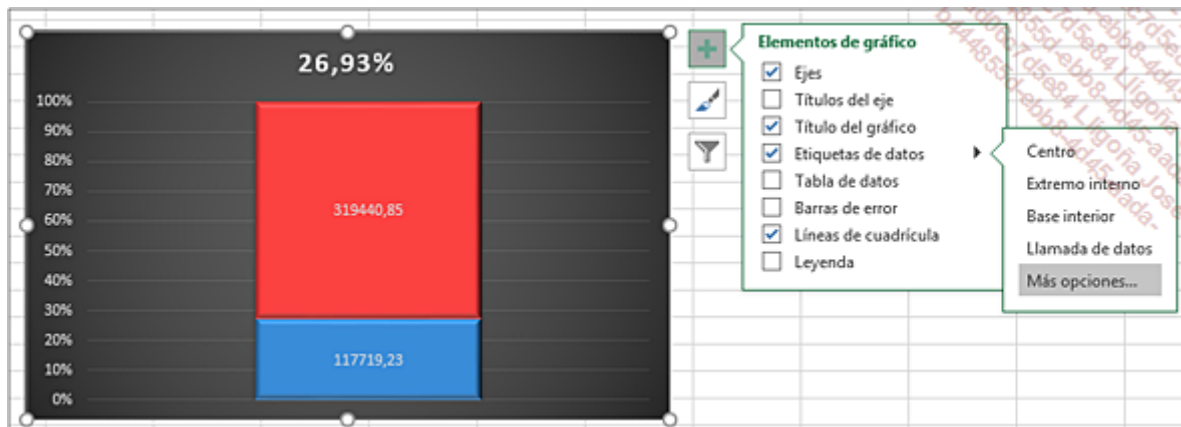 26,93%
100%
90%
80%
70%
60%
50%
40%
30%
20%
10%
0%
319440,85
117719,23
Elementos de gráfico
Ejes
Títulos del eje
Título del gráfico
Etiquetas de datos
Tabla de datos
Barras de error
Líneas de cuadrícula
Leyenda
Centro
Extremo interno
Base interior
Llamada de datos
Más opciones...